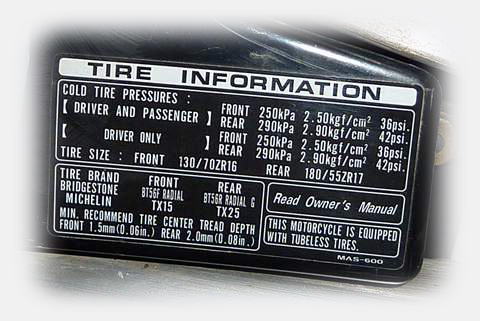 TIRE INFORMATION
COLD TIRE PRESSURES :
[ DRIVER AND PASSENGER ] FRONT 250kPa 2.50kgf/cm² 36psi.
REAR 290kPa 2.90kgf/cm² 42psi.
[ DRIVER ONLY ] FRONT 250kPa 2.50kgf/cm² 36psi.
REAR 290kPa 2.90kgf/cm² 42psi.
TIRE SIZE : FRONT 130/70ZR16 REAR 180/55ZR17
TIRE BRAND FRONT REAR
BRIDGESTONE BT56F RADIAL BT56R RADIAL G
MICHELIN TX15 TX25
MIN. RECOMMEND TIRE CENTER TREAD DEPTH
FRONT 1.5mm(0.06in.) REAR 2.0mm(0.08in.)
Read Owner's Manual
THIS MOTORCYCLE IS EQUIPPED
WITH TUBELESS TIRES.
MAS-600